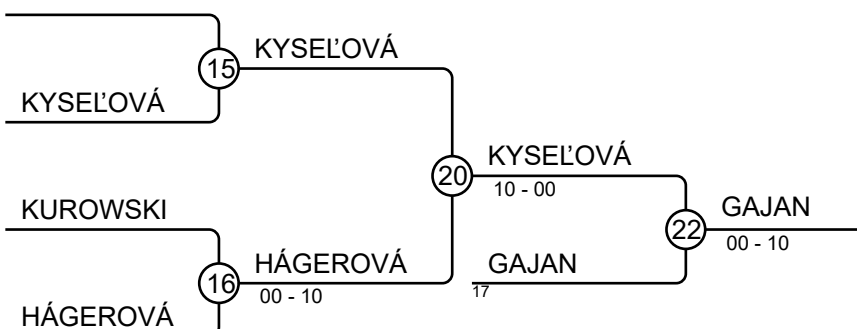 KYSEĽOVÁ
15
KYSEĽOVÁ
KYSEĽOVÁ
20
10 - 00
KUROWSKI
GAJAN
22
00 - 10
HÁGEROVÁ
16
00 - 10
GAJAN
17
HÁGEROVÁ